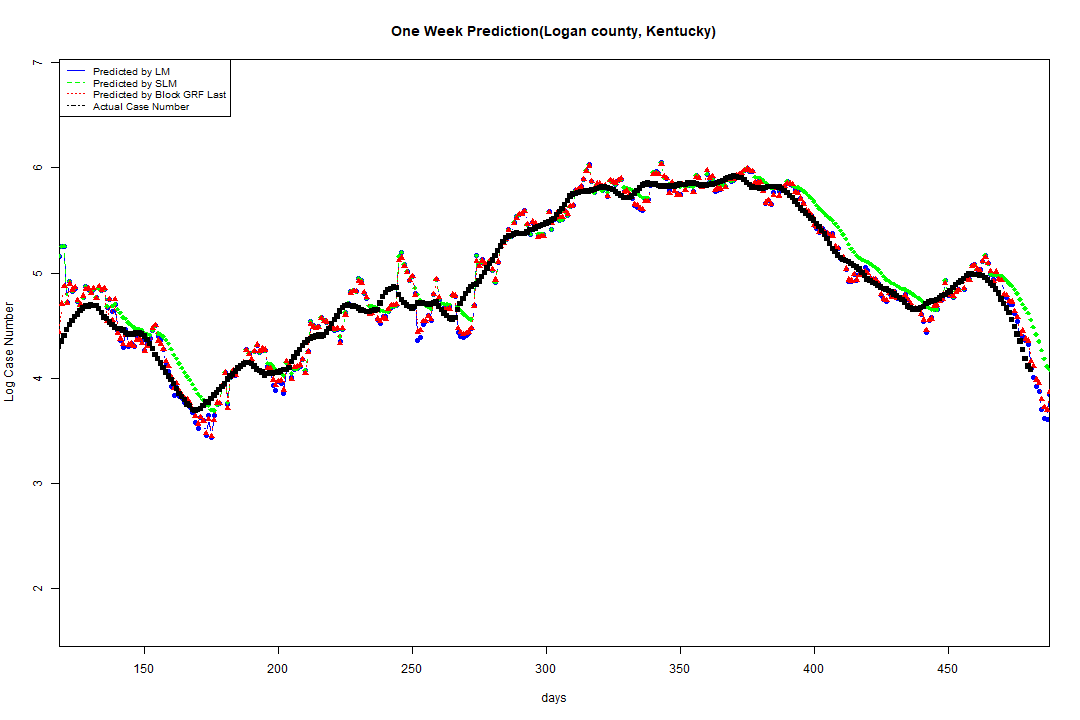 One Week Prediction(Logan county, Kentucky)
Predicted by LM
Predicted by SLM
Predicted by Block GRF Last
Actual Case Number
7
6
5
4
3
2
Log Case Number
150 200 250 300 350 400 450
days